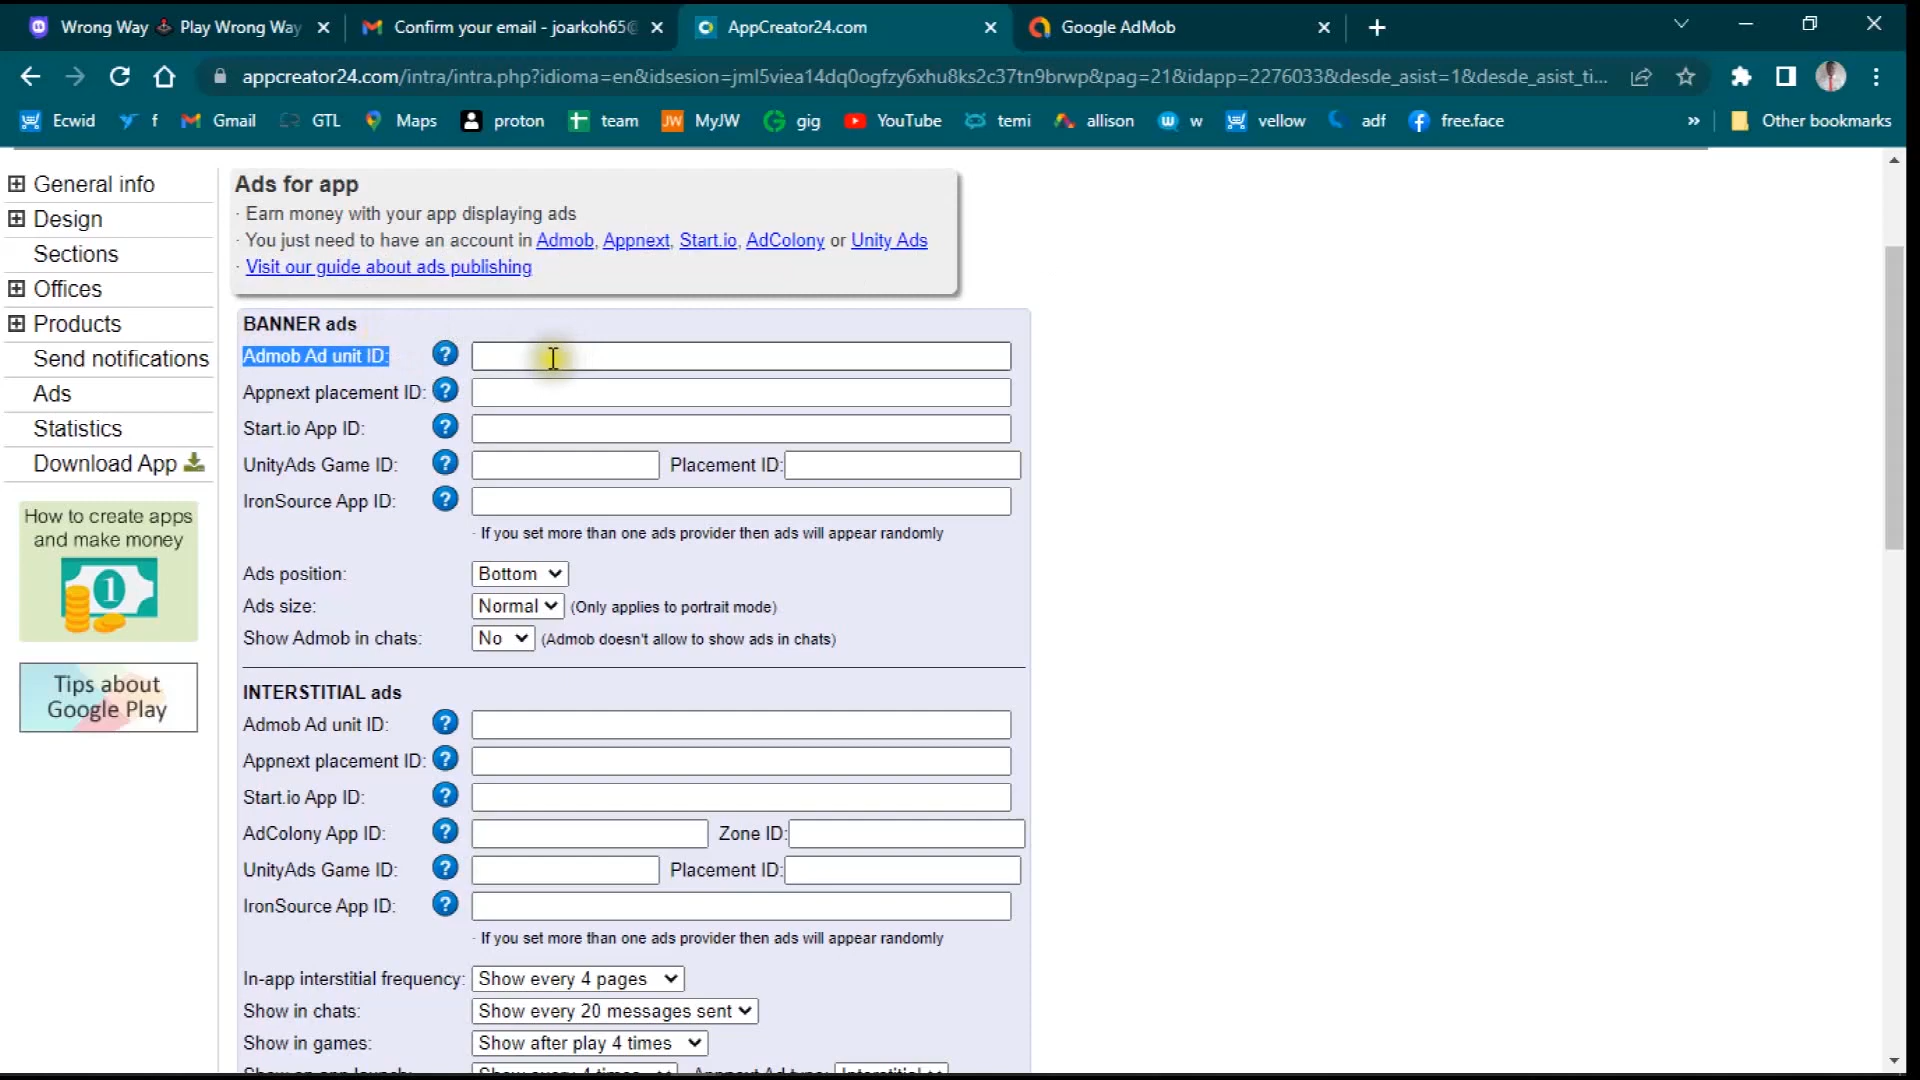 Wrong Way Play Wrong Way
Confirm your email - joarkoh65@
AppCreator24.com
Google AdMob
appcreator24.com/intra/intra.php?idioma=en&idsesion=jml5viea14dq0ogfzy6xhu8ks2c37tn9brwp&pag=21&idapp=2276033&desde_asist=1&desde_asist_ti...
Ecwid
f
Gmail
GTL
Maps
proton
team
JW MyJW
gig
YouTube
temi
allison
w
vellow
adf
free.face
»
Other bookmarks
General info
Design
Sections
Offices
Products
Send notifications
Ads
Statistics
Download App
How to create apps
and make money
1
Tips about
Google Play
Ads for app
· Earn money with your app displaying ads
· You just need to have an account in Admob, Appnext, Start.io, AdColony or Unity Ads
· Visit our guide about ads publishing
BANNER ads
Admob Ad unit ID: ?
Appnext placement ID: ?
Start.io App ID: ?
UnityAds Game ID: ? Placement ID:
IronSource App ID: ?
· If you set more than one ads provider then ads will appear randomly
Ads position: Bottom
Ads size: Normal (Only applies to portrait mode)
Show Admob in chats: No (Admob doesn't allow to show ads in chats)
INTERSTITIAL ads
Admob Ad unit ID: ?
Appnext placement ID: ?
Start.io App ID: ?
AdColony App ID: ? Zone ID:
UnityAds Game ID: ? Placement ID:
IronSource App ID: ?
· If you set more than one ads provider then ads will appear randomly
In-app interstitial frequency: Show every 4 pages
Show in chats: Show every 20 messages sent
Show in games: Show after play 4 times